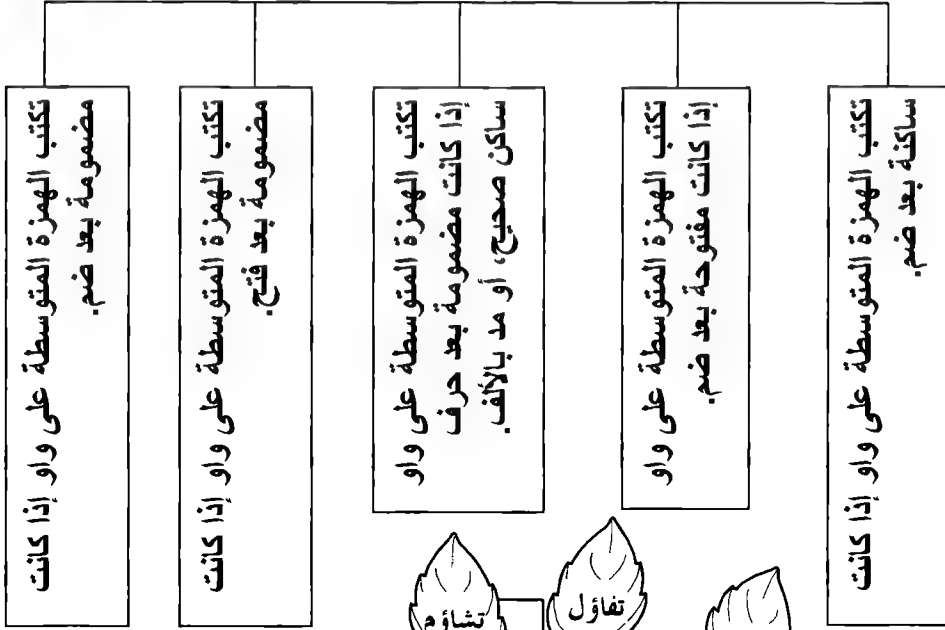 تكتب الهمزة المتوسطة على واو إذا كانت
ساكنة بعد ضم.
تكتب الهمزة المتوسطة على واو
إذا كانت مفتوحة بعد ضم.
تكتب الهمزة المتوسطة على واو
إذا كانت مضمومة بعد حرف
ساكن صحيح، أو مد بالألف.
تكتب الهمزة المتوسطة على واو إذا كانت
مضمومة بعد فتح.
تكتب الهمزة المتوسطة على واو إذا كانت
مضمومة بعد ضم.
تفاؤل
تشاؤم